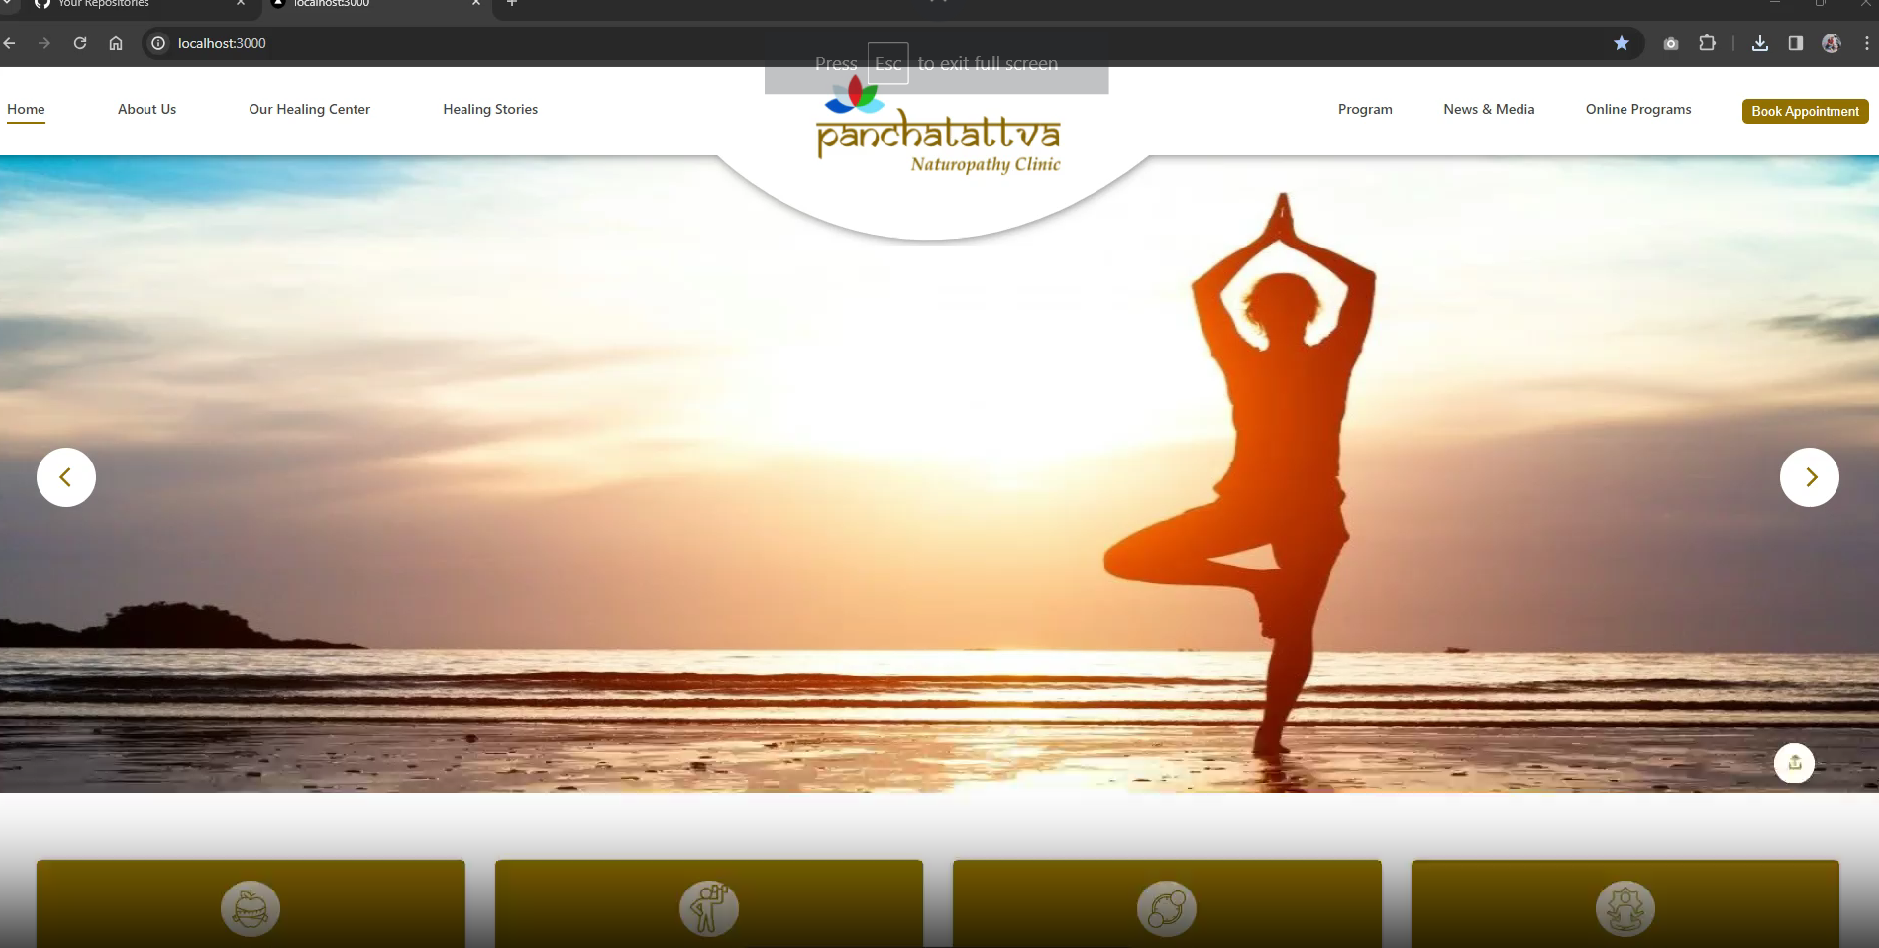 Your Repositories
localhost:3000
localhost:3000
Press Esc to exit full screen
Home
About Us
Our Healing Center
Healing Stories
panchatattva
Naturopathy Clinic
Program
News & Media
Online Programs
Book Appointment